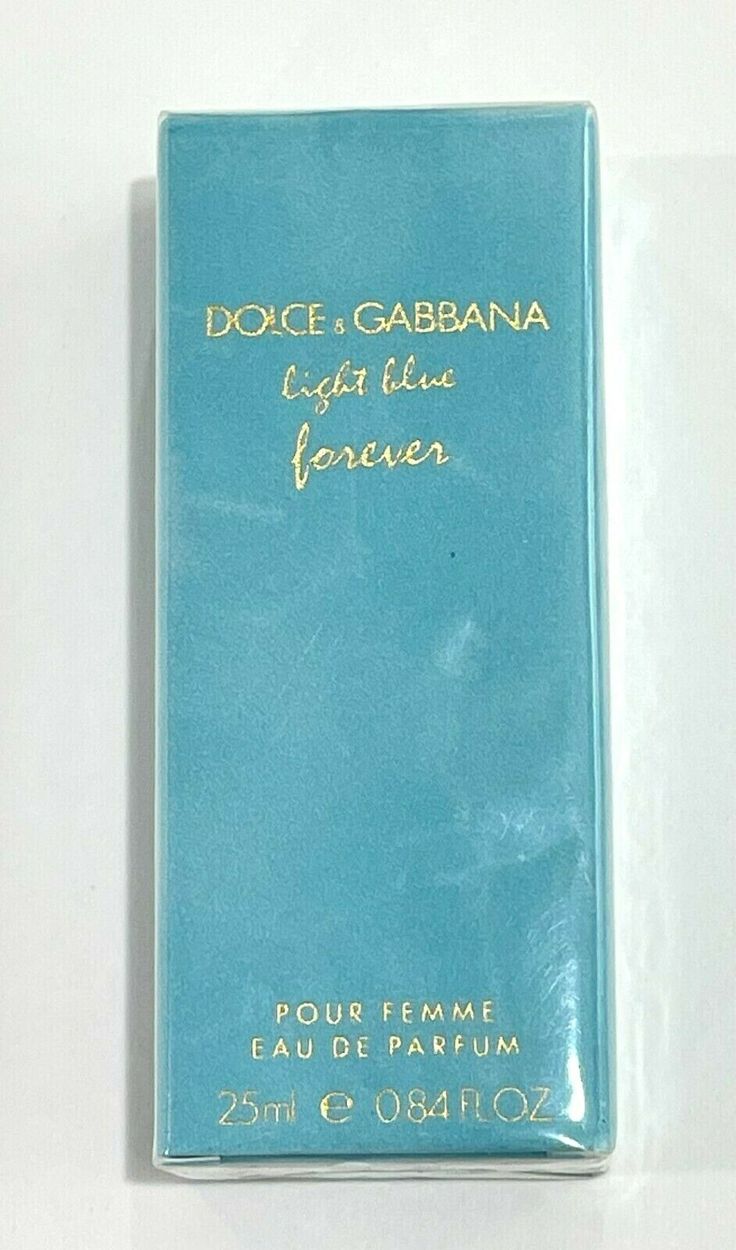 DOLCE & GABBANA
light blue
forever
POUR FEMME
EAU DE PARFUM
25ml ℮ 0.84 FL.OZ